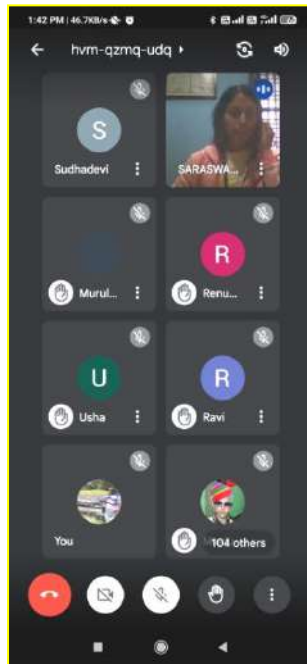 1:42 PM | 46.7KB/s
hvm-qzmq-udq
S
Sudhadevi
SARASWA...
Murul...
R
Renu...
U
Usha
R
Ravi
You
104 others